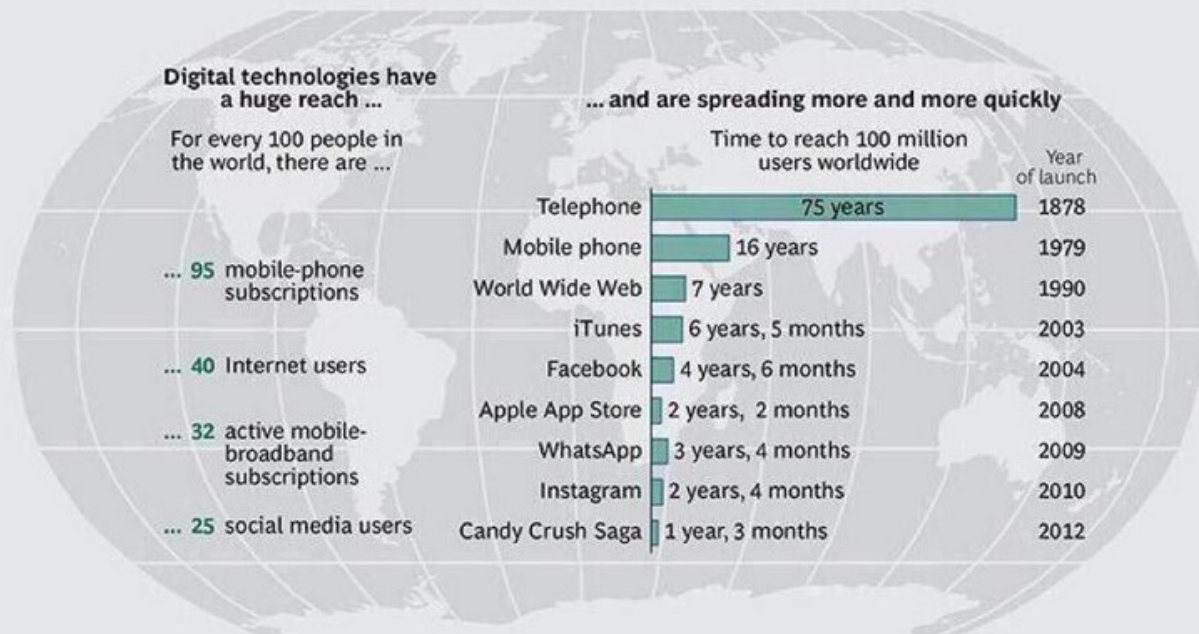 Digital technologies have
a huge reach ...
For every 100 people in
the world, there are ...
... 95 mobile-phone
subscriptions
... 40 Internet users
... 32 active mobile-
broadband
subscriptions
... 25 social media users
... and are spreading more and more quickly
Time to reach 100 million
users worldwide
Year
of launch
Telephone 75 years 1878
Mobile phone 16 years 1979
World Wide Web 7 years 1990
iTunes 6 years, 5 months 2003
Facebook 4 years, 6 months 2004
Apple App Store 2 years, 2 months 2008
WhatsApp 3 years, 4 months 2009
Instagram 2 years, 4 months 2010
Candy Crush Saga 1 year, 3 months 2012